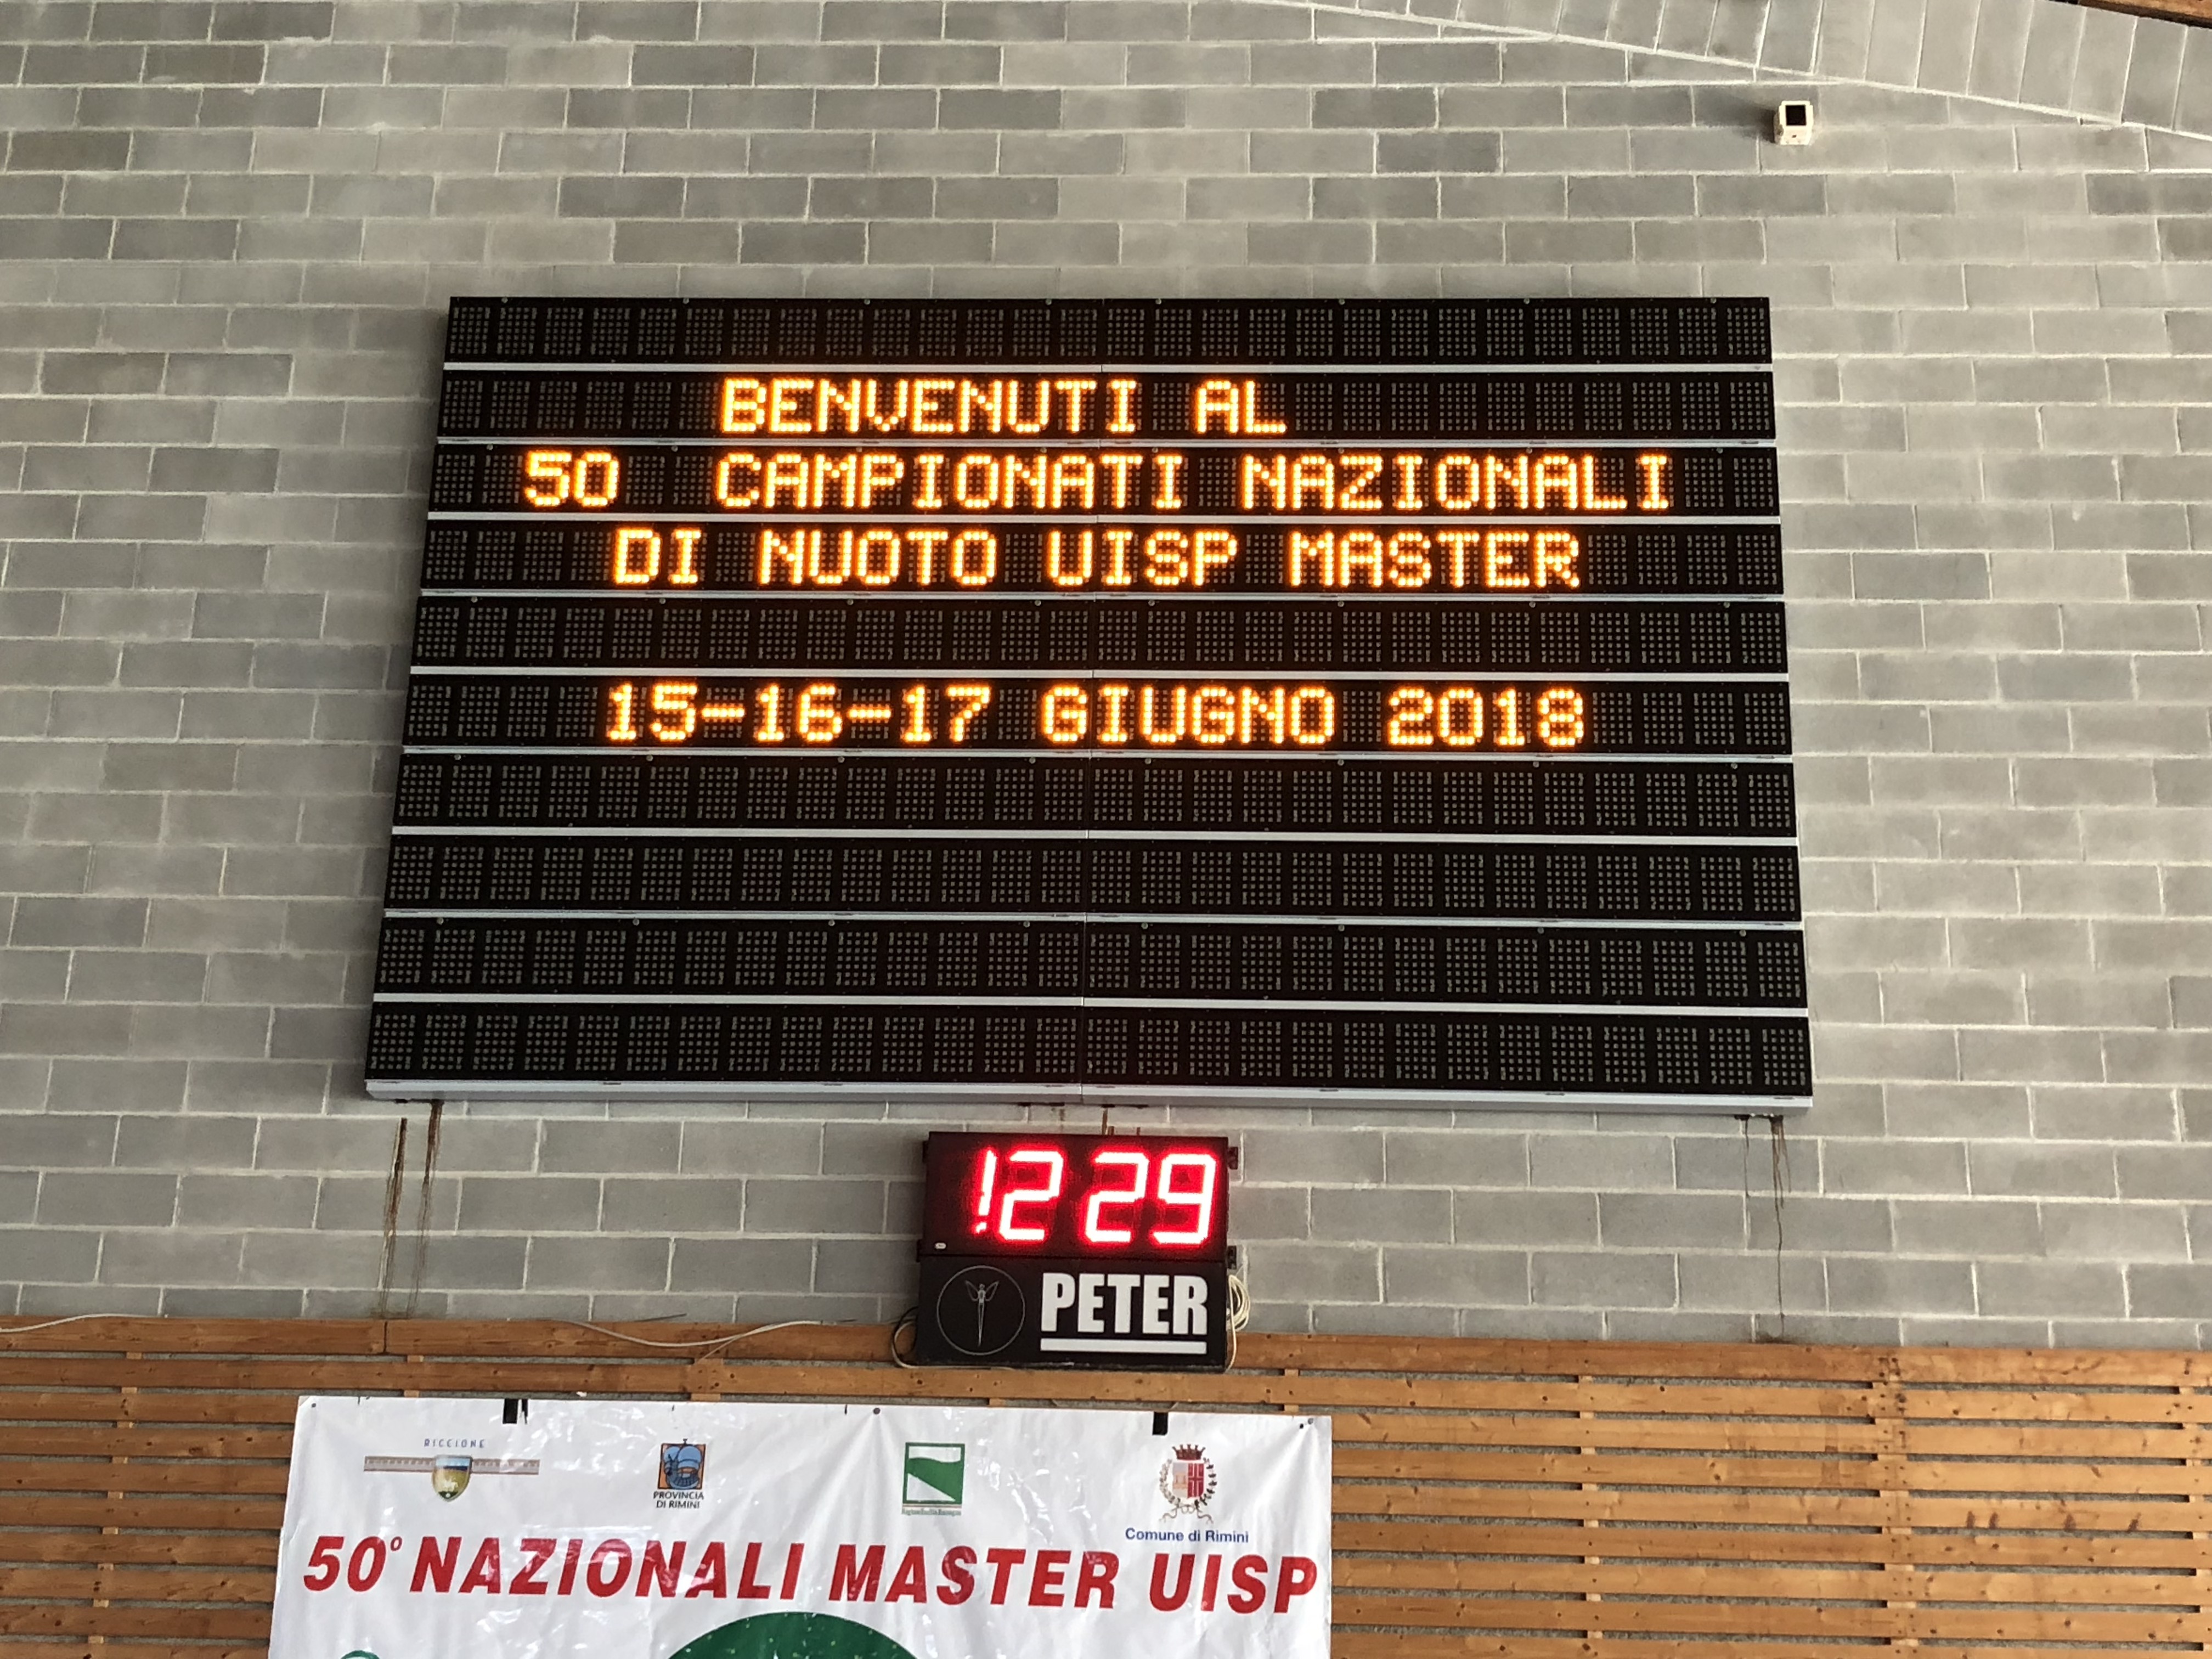 BENVENUTI AL
50 CAMPIONATI NAZIONALI
DI NUOTO UISP MASTER
15-16-17 GIUGNO 2018
12 29
PETER
RICCIONE
PROVINCIA
DI RIMINI
Comune di Rimini
50° NAZIONALI MASTER UISP